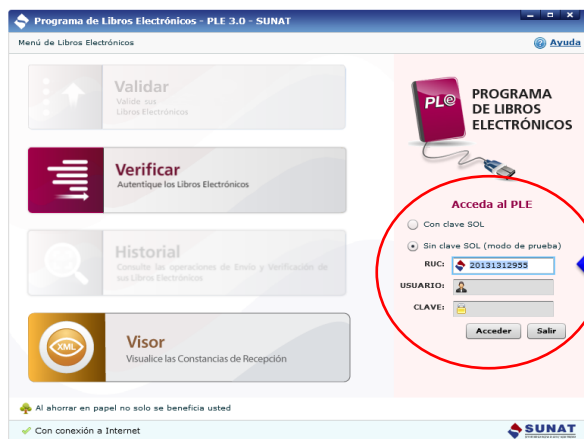 Programa de Libros Electrónicos - PLE 3.0 - SUNAT
Menú de Libros Electrónicos
Ayuda
Validar
Valide sus
Libros Electrónicos
Verificar
Autentique los Libros Electrónicos
Historial
Consulte las operaciones de Envío y Verificación de
sus Libros Electrónicos
XML
Visor
Visualice las Constancias de Recepción
PL@
PROGRAMA
DE LIBROS
ELECTRÓNICOS
Acceda al PLE
Con clave SOL
Sin clave SOL (modo de prueba)
RUC: 20131312955
USUARIO:
CLAVE:
Acceder Salir
Al ahorrar en papel no solo se beneficia usted
Con conexión a Internet
SUNAT